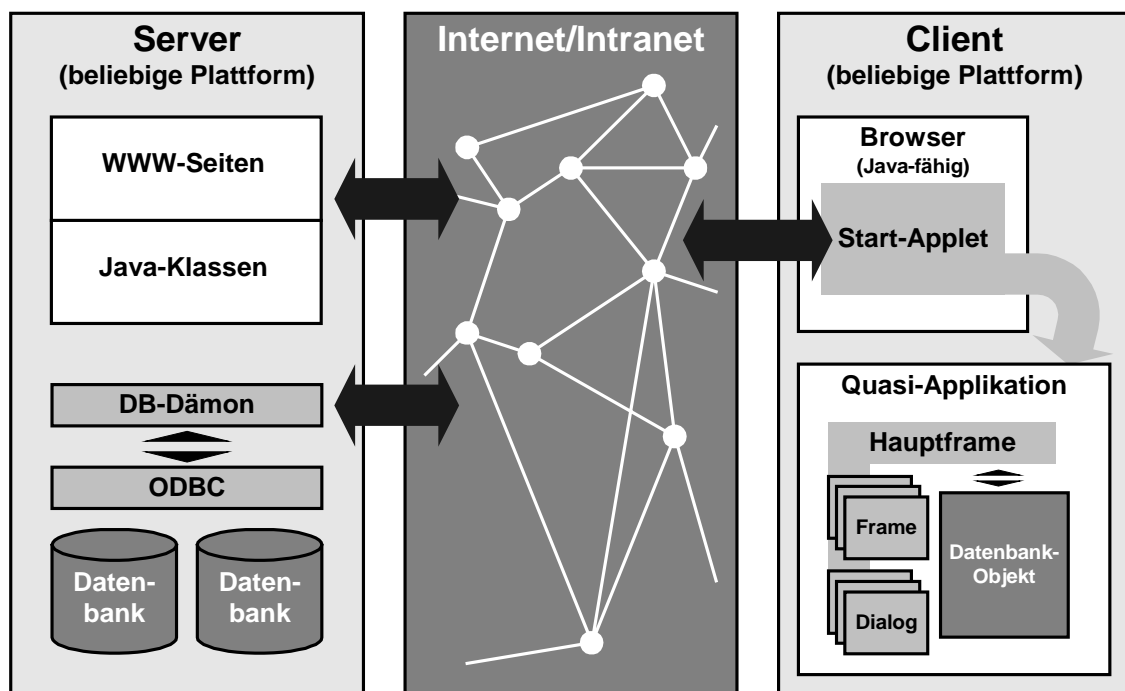 Server
(beliebige Plattform)
WWW-Seiten
Java-Klassen
DB-Dämon
ODBC
Daten-
bank
Daten-
bank
Internet/Intranet
Client
(beliebige Plattform)
Browser
(Java-fähig)
Start-Applet
Quasi-Applikation
Hauptframe
Frame
Dialog
Datenbank-
Objekt